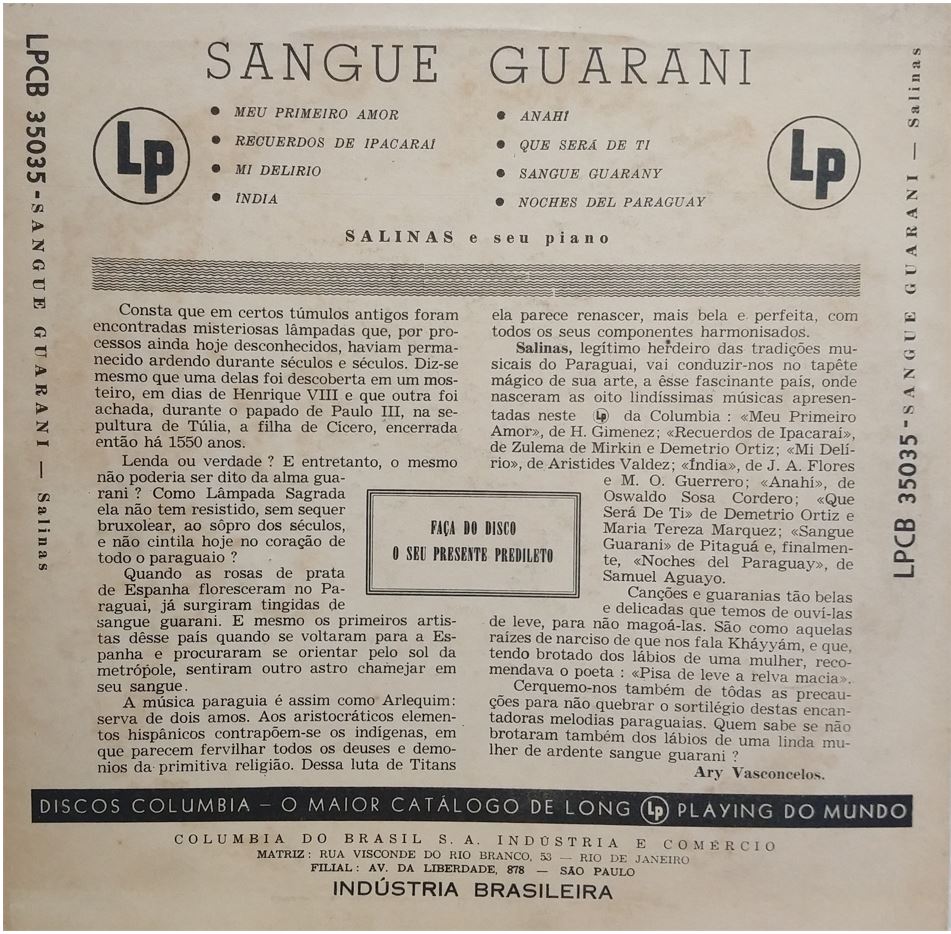 SANGUE GUARANI
LPCB 35035 - SANGUE GUARANI — Salinas
Lp
• MEU PRIMEIRO AMOR
• RECUERDOS DE IPACARAÍ
• MI DELIRIO
• ÍNDIA
• ANAHÍ
• QUE SERÁ DE TI
• SANGUE GUARANY
• NOCHES DEL PARAGUAY
Lp
LPCB 35035 - SANGUE GUARANI — Salinas
SALINAS e seu piano
Consta que em certos túmulos antigos foram
encontradas misteriosas lâmpadas que, por pro-
cessos ainda hoje desconhecidos, haviam perma-
necido ardendo durante séculos e séculos. Diz-se
mesmo que uma delas foi descoberta em um mos-
teiro, em dias de Henrique VIII e que outra foi
achada, durante o papado de Paulo III, na se-
pultura de Túlia, a filha de Cícero, encerrada
então há 1550 anos.
Lenda ou verdade ? E entretanto, o mesmo
não poderia ser dito da alma gua-
rani ? Como Lâmpada Sagrada
ela não tem resistido, sem sequer
bruxolear, ao sôpro dos séculos,
e não cintila hoje no coração de
todo o paraguaio ?
Quando as rosas de prata
de Espanha floresceram no Pa-
raguai, já surgiram tingidas de
sangue guarani. E mesmo os primeiros artis-
tas dêsse país quando se voltaram para a Es-
panha e procuraram se orientar pelo sol da
metrópole, sentiram outro astro chamejar em
seu sangue.
A música paraguia é assim como Arlequim:
serva de dois amos. Aos aristocráticos elemen-
tos hispânicos contrapõem-se os indígenas, em
que parecem fervilhar todos os deuses e demo-
nios da primitiva religião. Dessa luta de Titans
FAÇA DO DISCO
O SEU PRESENTE PREDILETO
ela parece renascer, mais bela e perfeita, com
todos os seus componentes harmonisados.
Salinas, legítimo herdeiro das tradições mu-
sicais do Paraguai, vai conduzir-nos no tapête
mágico de sua arte, a êsse fascinante país, onde
nasceram as oito lindíssimas músicas apresen-
tadas neste Lp da Columbia : «Meu Primeiro
Amor», de H. Gimenez; «Recuerdos de Ipacaraí»,
de Zulema de Mirkin e Demetrio Ortiz; «Mi Delí-
rio», de Aristides Valdez; «Índia», de J. A. Flores
e M. O. Guerrero; «Anahí», de
Oswaldo Sosa Cordero; «Que
Será De Ti» de Demetrio Ortiz e
Maria Tereza Marquez; «Sangue
Guarani» de Pitaguá e, finalmen-
te, «Noches del Paraguay», de
Samuel Aguayo.
Canções e guaranias tão belas
e delicadas que temos de ouví-las
de leve, para não magoá-las. São como aquelas
raízes de narciso de que nos fala Kháyyám, e que,
tendo brotado dos lábios de uma mulher, reco-
mendava o poeta : «Pisa de leve a relva macia».
Cerquemo-nos também de tôdas as precau-
ções para não quebrar o sortilégio destas encan-
tadoras melodias paraguaias. Quem sabe se não
brotaram também dos lábios de uma linda mu-
lher de ardente sangue guarani ?
Ary Vasconcelos.
DISCOS COLUMBIA – O MAIOR CATÁLOGO DE LONG Lp PLAYING DO MUNDO
COLUMBIA DO BRASIL S. A. INDÚSTRIA E COMÉRCIO
MATRIZ : RUA VISCONDE DO RIO BRANCO, 53 — RIO DE JANEIRO
FILIAL : AV. DA LIBERDADE, 878 — SÃO PAULO
INDÚSTRIA BRASILEIRA